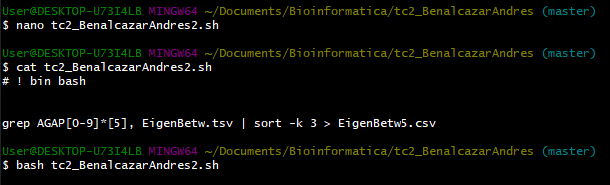 User@DESKTOP-U73I4LB MINGW64 ~/Documents/Bioinformatica/tc2_BenalcazarAndres (master)
$ nano tc2_BenalcazarAndres2.sh
User@DESKTOP-U73I4LB MINGW64 ~/Documents/Bioinformatica/tc2_BenalcazarAndres (master)
$ cat tc2_BenalcazarAndres2.sh
# ! bin bash
grep AGAP[0-9]*[5], EigenBetw.tsv | sort -k 3 > EigenBetw5.csv
User@DESKTOP-U73I4LB MINGW64 ~/Documents/Bioinformatica/tc2_BenalcazarAndres (master)
$ bash tc2_BenalcazarAndres2.sh